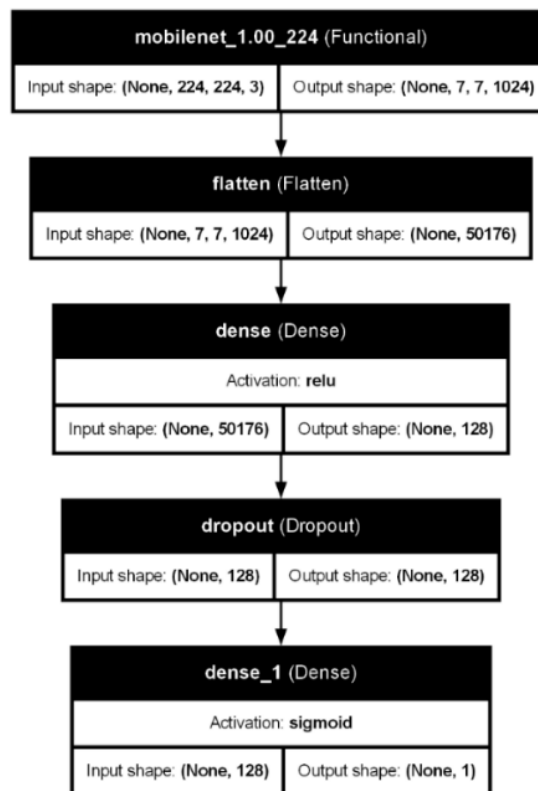 mobilenet_1.00_224 (Functional)
Input shape: (None, 224, 224, 3) Output shape: (None, 7, 7, 1024)
flatten (Flatten)
Input shape: (None, 7, 7, 1024) Output shape: (None, 50176)
dense (Dense)
Activation: relu
Input shape: (None, 50176) Output shape: (None, 128)
dropout (Dropout)
Input shape: (None, 128) Output shape: (None, 128)
dense_1 (Dense)
Activation: sigmoid
Input shape: (None, 128) Output shape: (None, 1)